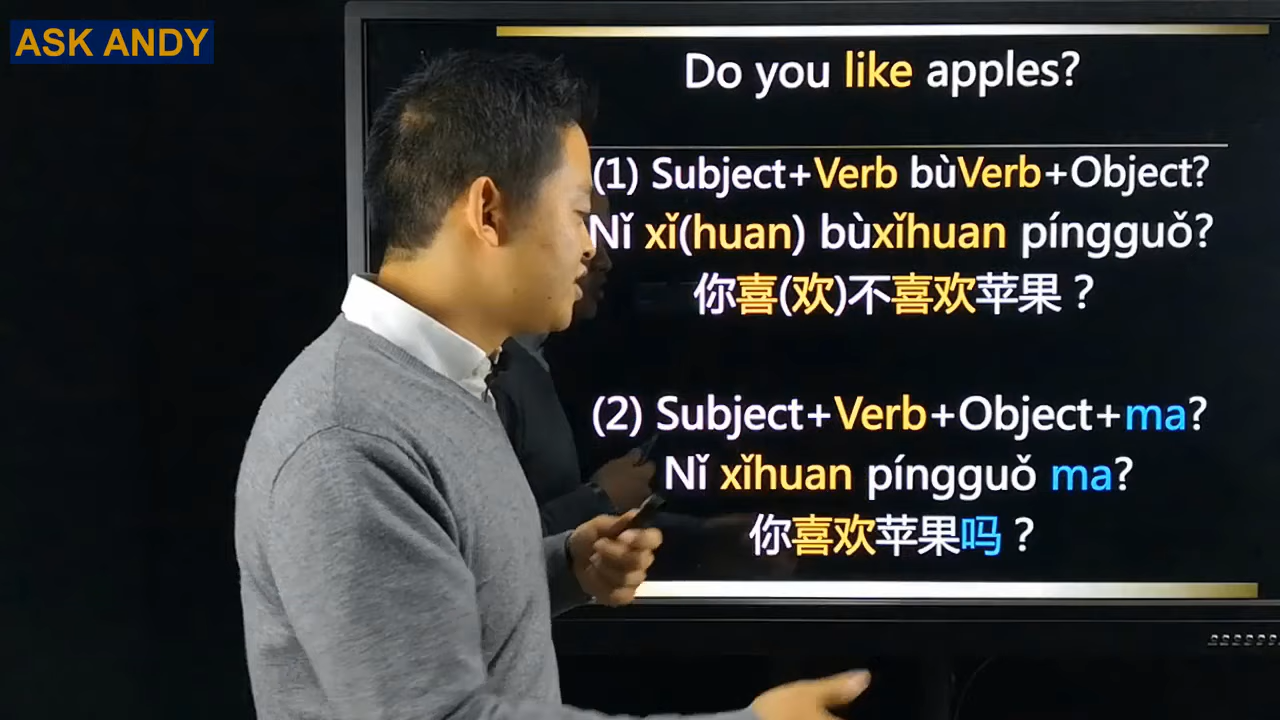 ASK ANDY
Do you like apples?
(1) Subject+Verb bùVerb+Object?
Nǐ xǐ(huan) bùxǐhuan píngguǒ?
你喜(欢)不喜欢苹果？
(2) Subject+Verb+Object+ma?
Nǐ xǐhuan píngguǒ ma?
你喜欢苹果吗？